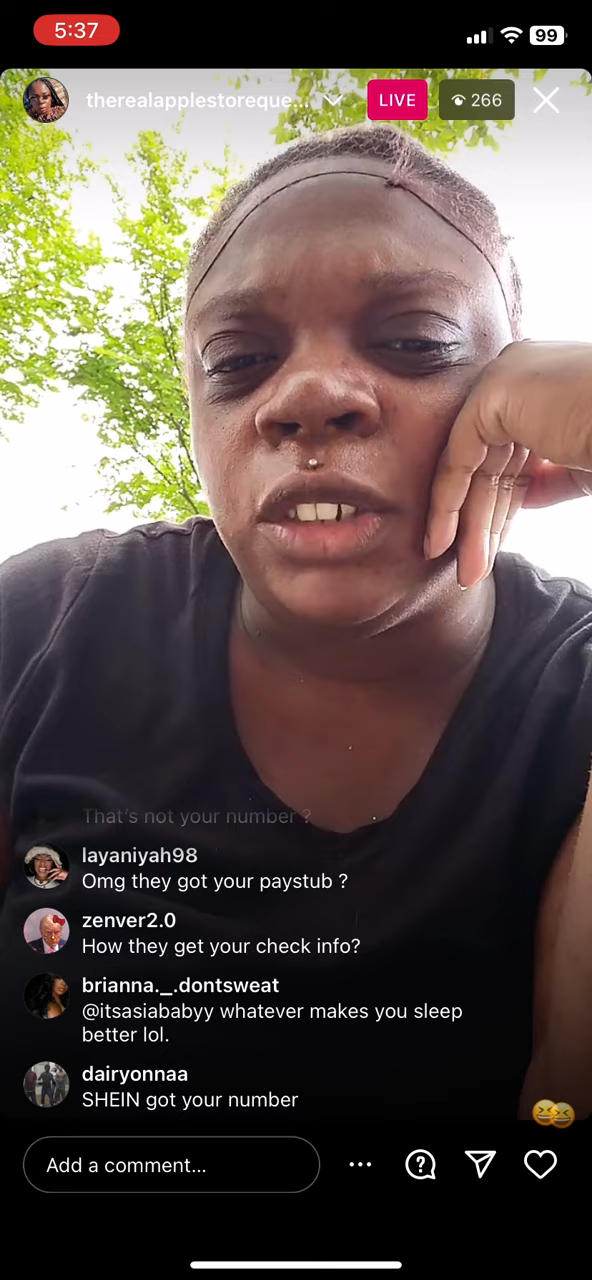 5:37
99
therealapplestoreque...
LIVE
266
That's not your number ?
layaniyah98
Omg they got your paystub ?
zenver2.0
How they get your check info?
brianna._.dontsweat
@itsasiababyy whatever makes you sleep
better lol.
dairyonnaa
SHEIN got your number
Add a comment...